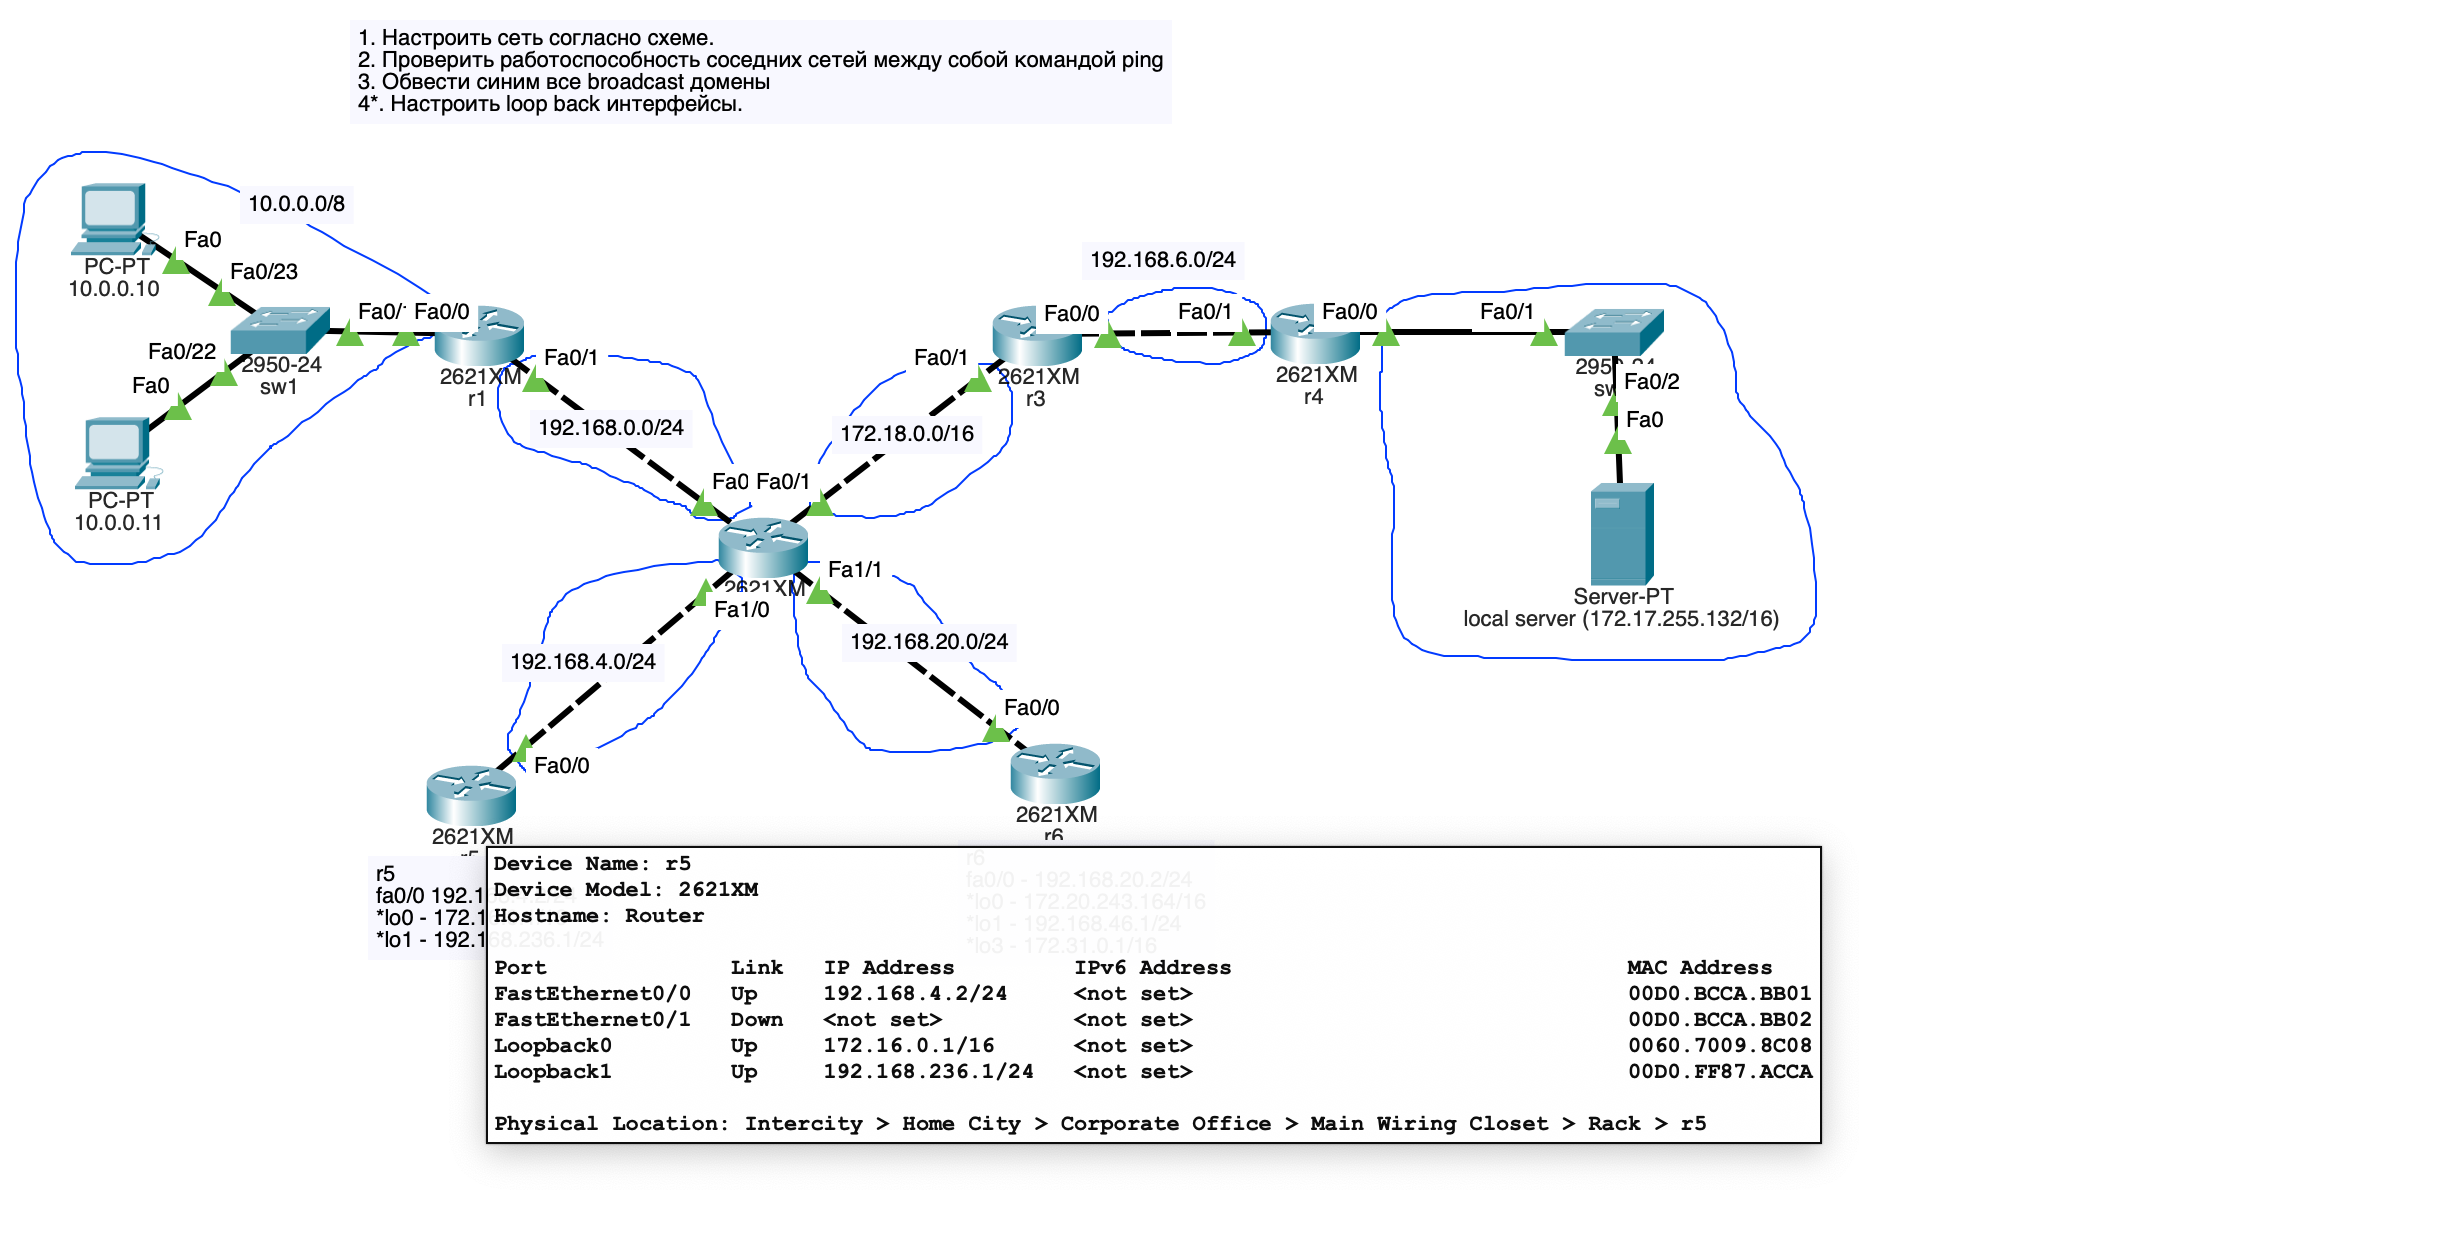 1. Настроить сеть согласно схеме.
2. Проверить работоспособность соседних сетей между собой командой ping
3. Обвести синим все broadcast домены
4*. Настроить loop back интерфейсы.
10.0.0.0/8
Fa0
PC-PT
10.0.0.10
Fa0/23
Fa0/
Fa0/0
Fa0/22
Fa0
2950-24
sw1
PC-PT
10.0.0.11
2621XM
r1
Fa0/1
192.168.0.0/24
Fa0
Fa0/1
172.18.0.0/16
Fa0/1
2621XM
r3
Fa0/0
192.168.6.0/24
Fa0/1
Fa0/0
2621XM
r4
Fa0/1
2950-24
sw
Fa0/2
Fa0
Server-PT
local server (172.17.255.132/16)
2621XM
Fa1/1
Fa1/0
192.168.20.0/24
192.168.4.0/24
Fa0/0
Fa0/0
2621XM
r6
2621XM
r5
r5
fa0/0 192.168.4.2/24
*lo0 - 172.1
*lo1 - 192.168.236.1/24
r6
fa0/0 - 192.168.20.2/24
*lo0 - 172.20.243.164/16
*lo1 - 192.168.46.1/24
*lo3 - 172.31.0.1/16
Device Name: r5
Device Model: 2621XM
Hostname: Router
Port Link IP Address IPv6 Address MAC Address
FastEthernet0/0 Up 192.168.4.2/24 <not set> 00D0.BCCA.BB01
FastEthernet0/1 Down <not set> <not set> 00D0.BCCA.BB02
Loopback0 Up 172.16.0.1/16 <not set> 0060.7009.8C08
Loopback1 Up 192.168.236.1/24 <not set> 00D0.FF87.ACCA
Physical Location: Intercity > Home City > Corporate Office > Main Wiring Closet > Rack > r5